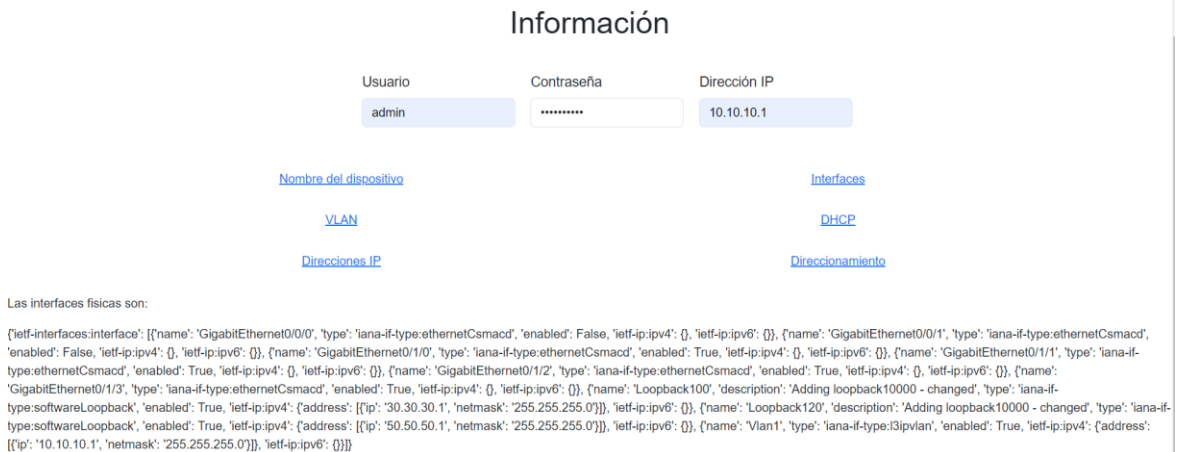 Información
Usuario Contraseña Dirección IP
admin •••••••••• 10.10.10.1
Nombre del dispositivo Interfaces
VLAN DHCP
Direcciones IP Direccionamiento
Las interfaces fisicas son:
{'ietf-interfaces:interface': [{'name': 'GigabitEthernet0/0/0', 'type': 'iana-if-type:ethernetCsmacd', 'enabled': False, 'ietf-ip:ipv4': {}, 'ietf-ip:ipv6': {}}, {'name': 'GigabitEthernet0/0/1', 'type': 'iana-if-type:ethernetCsmacd',
'enabled': False, 'ietf-ip:ipv4': {}, 'ietf-ip:ipv6': {}}, {'name': 'GigabitEthernet0/1/0', 'type': 'iana-if-type:ethernetCsmacd', 'enabled': True, 'ietf-ip:ipv4': {}, 'ietf-ip:ipv6': {}}, {'name': 'GigabitEthernet0/1/1', 'type': 'iana-if-
type:ethernetCsmacd', 'enabled': True, 'ietf-ip:ipv4': {}, 'ietf-ip:ipv6': {}}, {'name': 'GigabitEthernet0/1/2', 'type': 'iana-if-type:ethernetCsmacd', 'enabled': True, 'ietf-ip:ipv4': {}, 'ietf-ip:ipv6': {}}, {'name':
'GigabitEthernet0/1/3', 'type': 'iana-if-type:ethernetCsmacd', 'enabled': True, 'ietf-ip:ipv4': {}, 'ietf-ip:ipv6': {}}, {'name': 'Loopback100', 'description': 'Adding loopback10000 - changed', 'type': 'iana-if-
type:softwareLoopback', 'enabled': True, 'ietf-ip:ipv4': {'address': [{'ip': '30.30.30.1', 'netmask': '255.255.255.0'}]}, 'ietf-ip:ipv6': {}}, {'name': 'Loopback120', 'description': 'Adding loopback10000 - changed', 'type': 'iana-if-
type:softwareLoopback', 'enabled': True, 'ietf-ip:ipv4': {'address': [{'ip': '50.50.50.1', 'netmask': '255.255.255.0'}]}, 'ietf-ip:ipv6': {}}, {'name': 'Vlan1', 'type': 'iana-if-type:l3ipvlan', 'enabled': True, 'ietf-ip:ipv4': {'address':
[{'ip': '10.10.10.1', 'netmask': '255.255.255.0'}]}, 'ietf-ip:ipv6': {}}]}